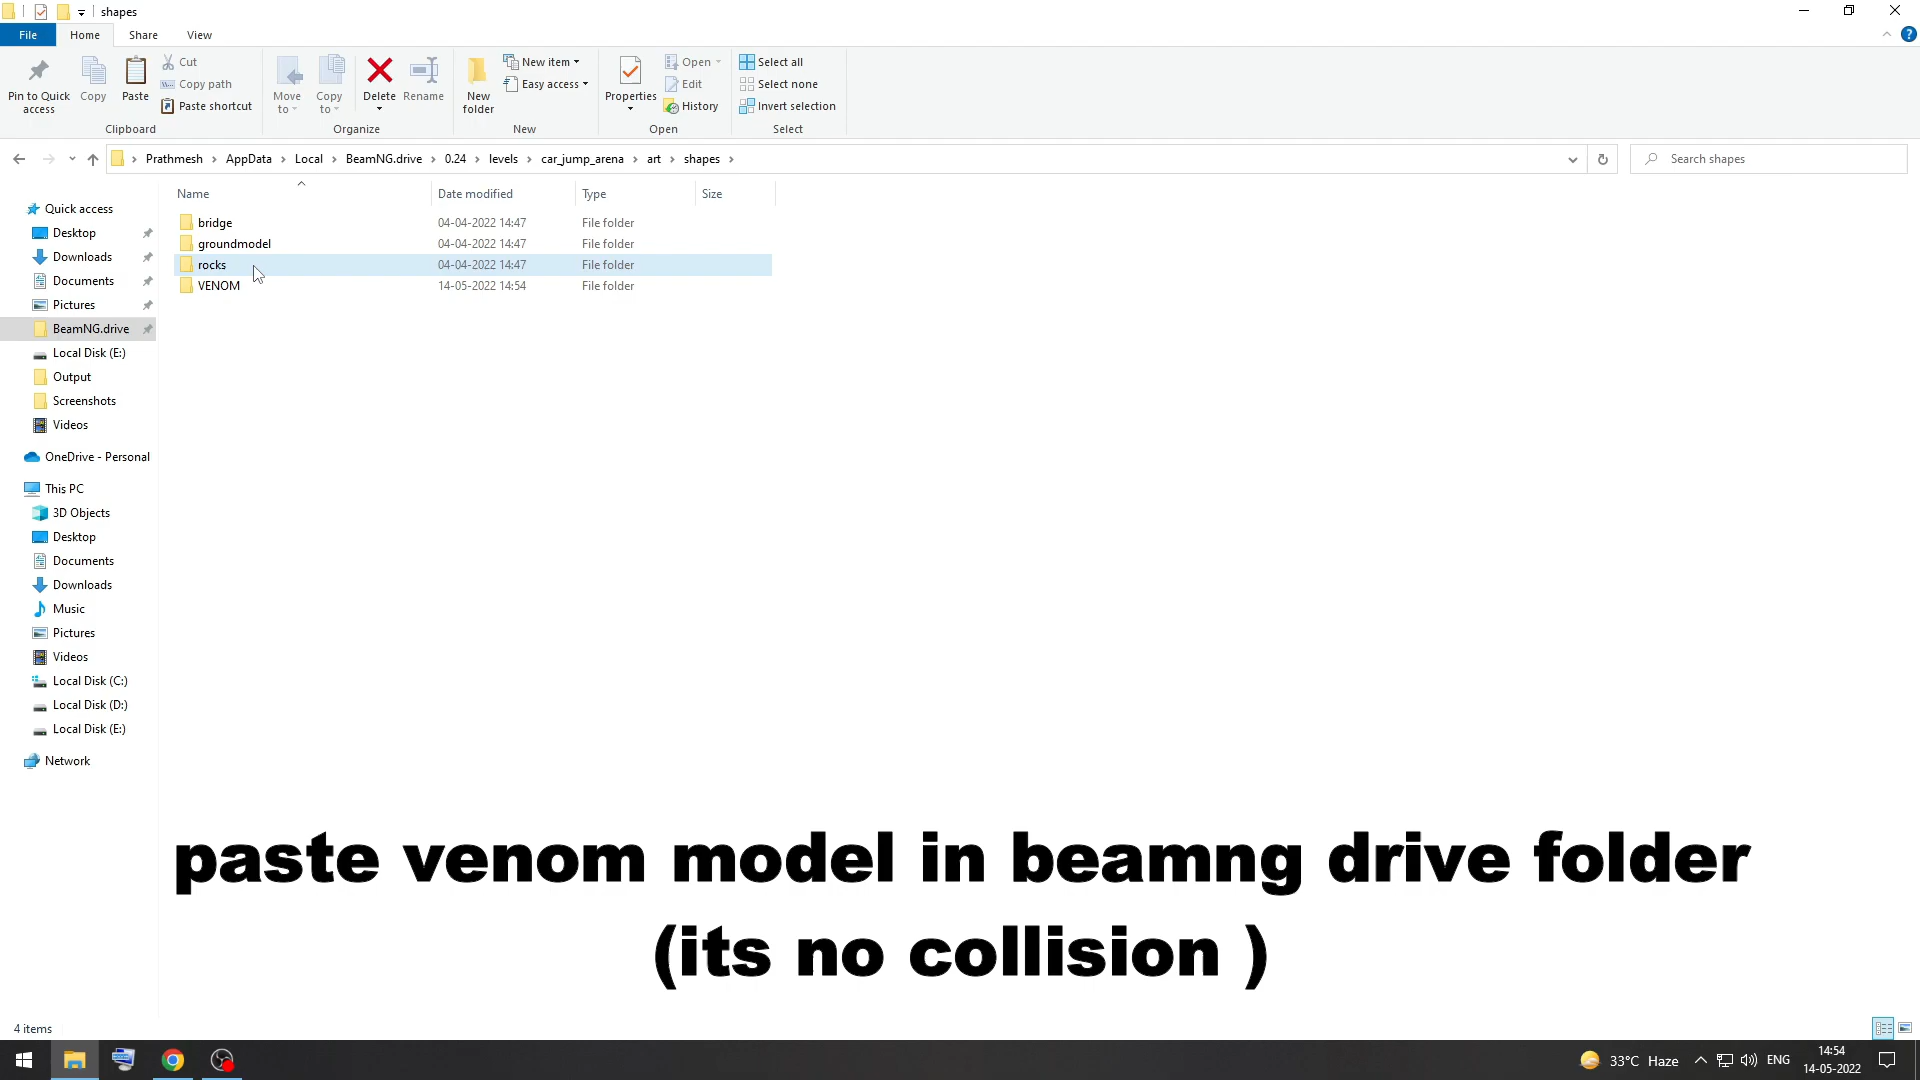 shapes
File Home Share View
Pin to Quick access
Copy
Paste
Cut
Copy path
Paste shortcut
Clipboard
Move to
Copy to
Delete
Rename
Organize
New folder
New item
Easy access
New
Properties
Open
Edit
History
Open
Select all
Select none
Invert selection
Select
Prathmesh › AppData › Local › BeamNG.drive › 0.24 › levels › car_jump_arena › art › shapes ›
Search shapes
Name Date modified Type Size
bridge 04-04-2022 14:47 File folder
groundmodel 04-04-2022 14:47 File folder
rocks 04-04-2022 14:47 File folder
VENOM 14-05-2022 14:54 File folder
Quick access
Desktop
Downloads
Documents
Pictures
BeamNG.drive
Local Disk (E:)
Output
Screenshots
Videos
OneDrive - Personal
This PC
3D Objects
Desktop
Documents
Downloads
Music
Pictures
Videos
Local Disk (C:)
Local Disk (D:)
Local Disk (E:)
Network
paste venom model in beamng drive folder
(its no collision )
4 items
33°C Haze
ENG
14:54
14-05-2022